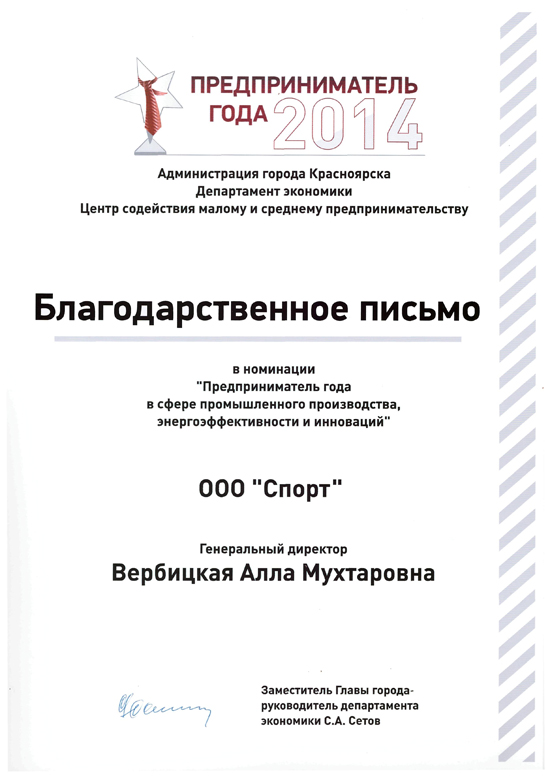 ПРЕДПРИНИМАТЕЛЬ
ГОДА 2014
Администрация города Красноярска
Департамент экономики
Центр содействия малому и среднему предпринимательству
Благодарственное письмо
в номинации
"Предприниматель года
в сфере промышленного производства,
энергоэффективности и инноваций"
ООО "Спорт"
Генеральный директор
Вербицкая Алла Мухтаровна
Заместитель Главы города-
руководитель департамента
экономики С.А. Сетов